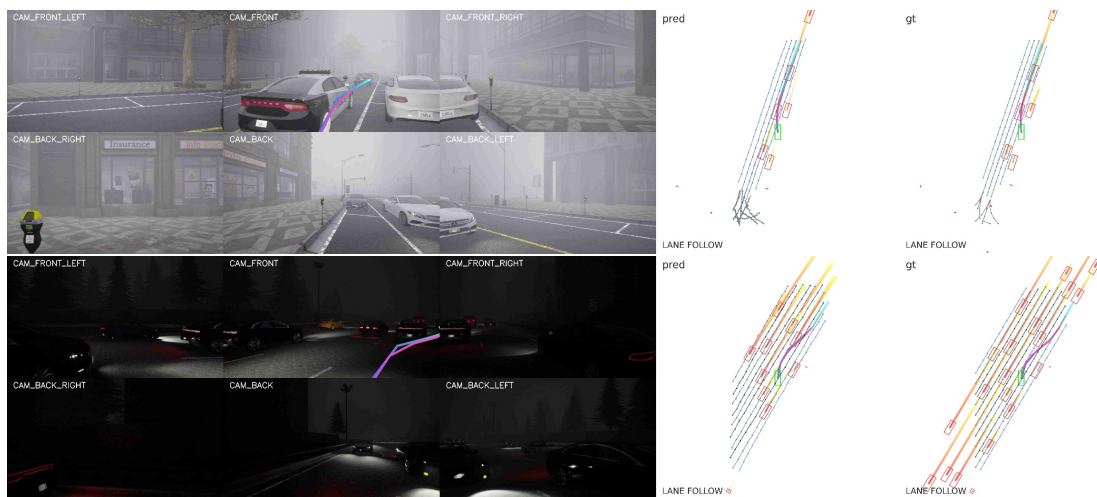 CAM_FRONT_LEFT
CAM_FRONT
CAM_FRONT_RIGHT
pred
gt
CAM_BACK_RIGHT
CAM_BACK
CAM_BACK_LEFT
Insurance
LANE FOLLOW
LANE FOLLOW
CAM_FRONT_LEFT
CAM_FRONT
CAM_FRONT_RIGHT
pred
gt
CAM_BACK_RIGHT
CAM_BACK
CAM_BACK_LEFT
LANE FOLLOW
LANE FOLLOW